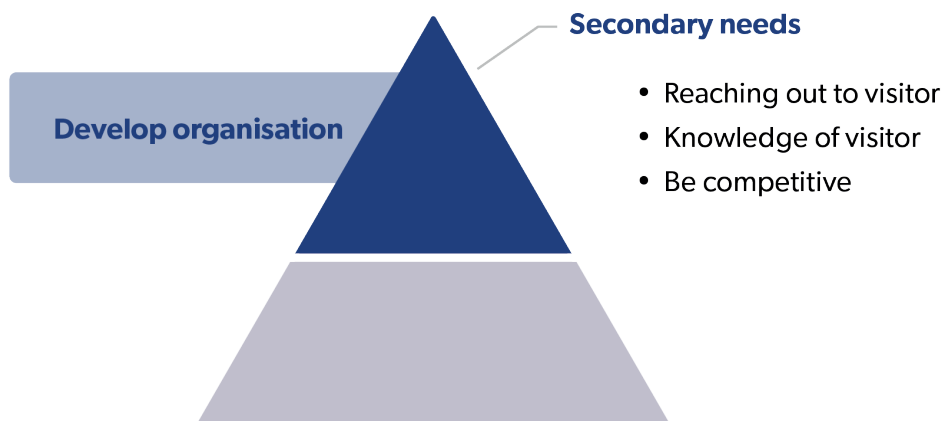 Secondary needs
Develop organisation
• Reaching out to visitor
• Knowledge of visitor
• Be competitive